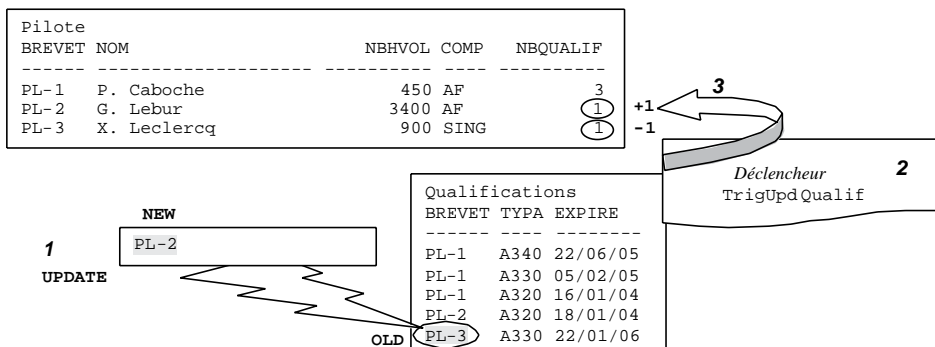 Pilote
BREVET NOM NBHVOL COMP NBQUALIF
------ -------------------- ---------- ---- ----------
PL-1 P. Caboche 450 AF 3
PL-2 G. Lebur 3400 AF 1 +1
PL-3 X. Leclercq 900 SING 1 -1
3
Déclencheur 2
TrigUpdQualif
Qualifications
BREVET TYPA EXPIRE
------ ---- --------
PL-1 A340 22/06/05
PL-1 A330 05/02/05
PL-1 A320 16/01/04
PL-2 A320 18/01/04
PL-3 A330 22/01/06
NEW
1 PL-2
UPDATE
OLD